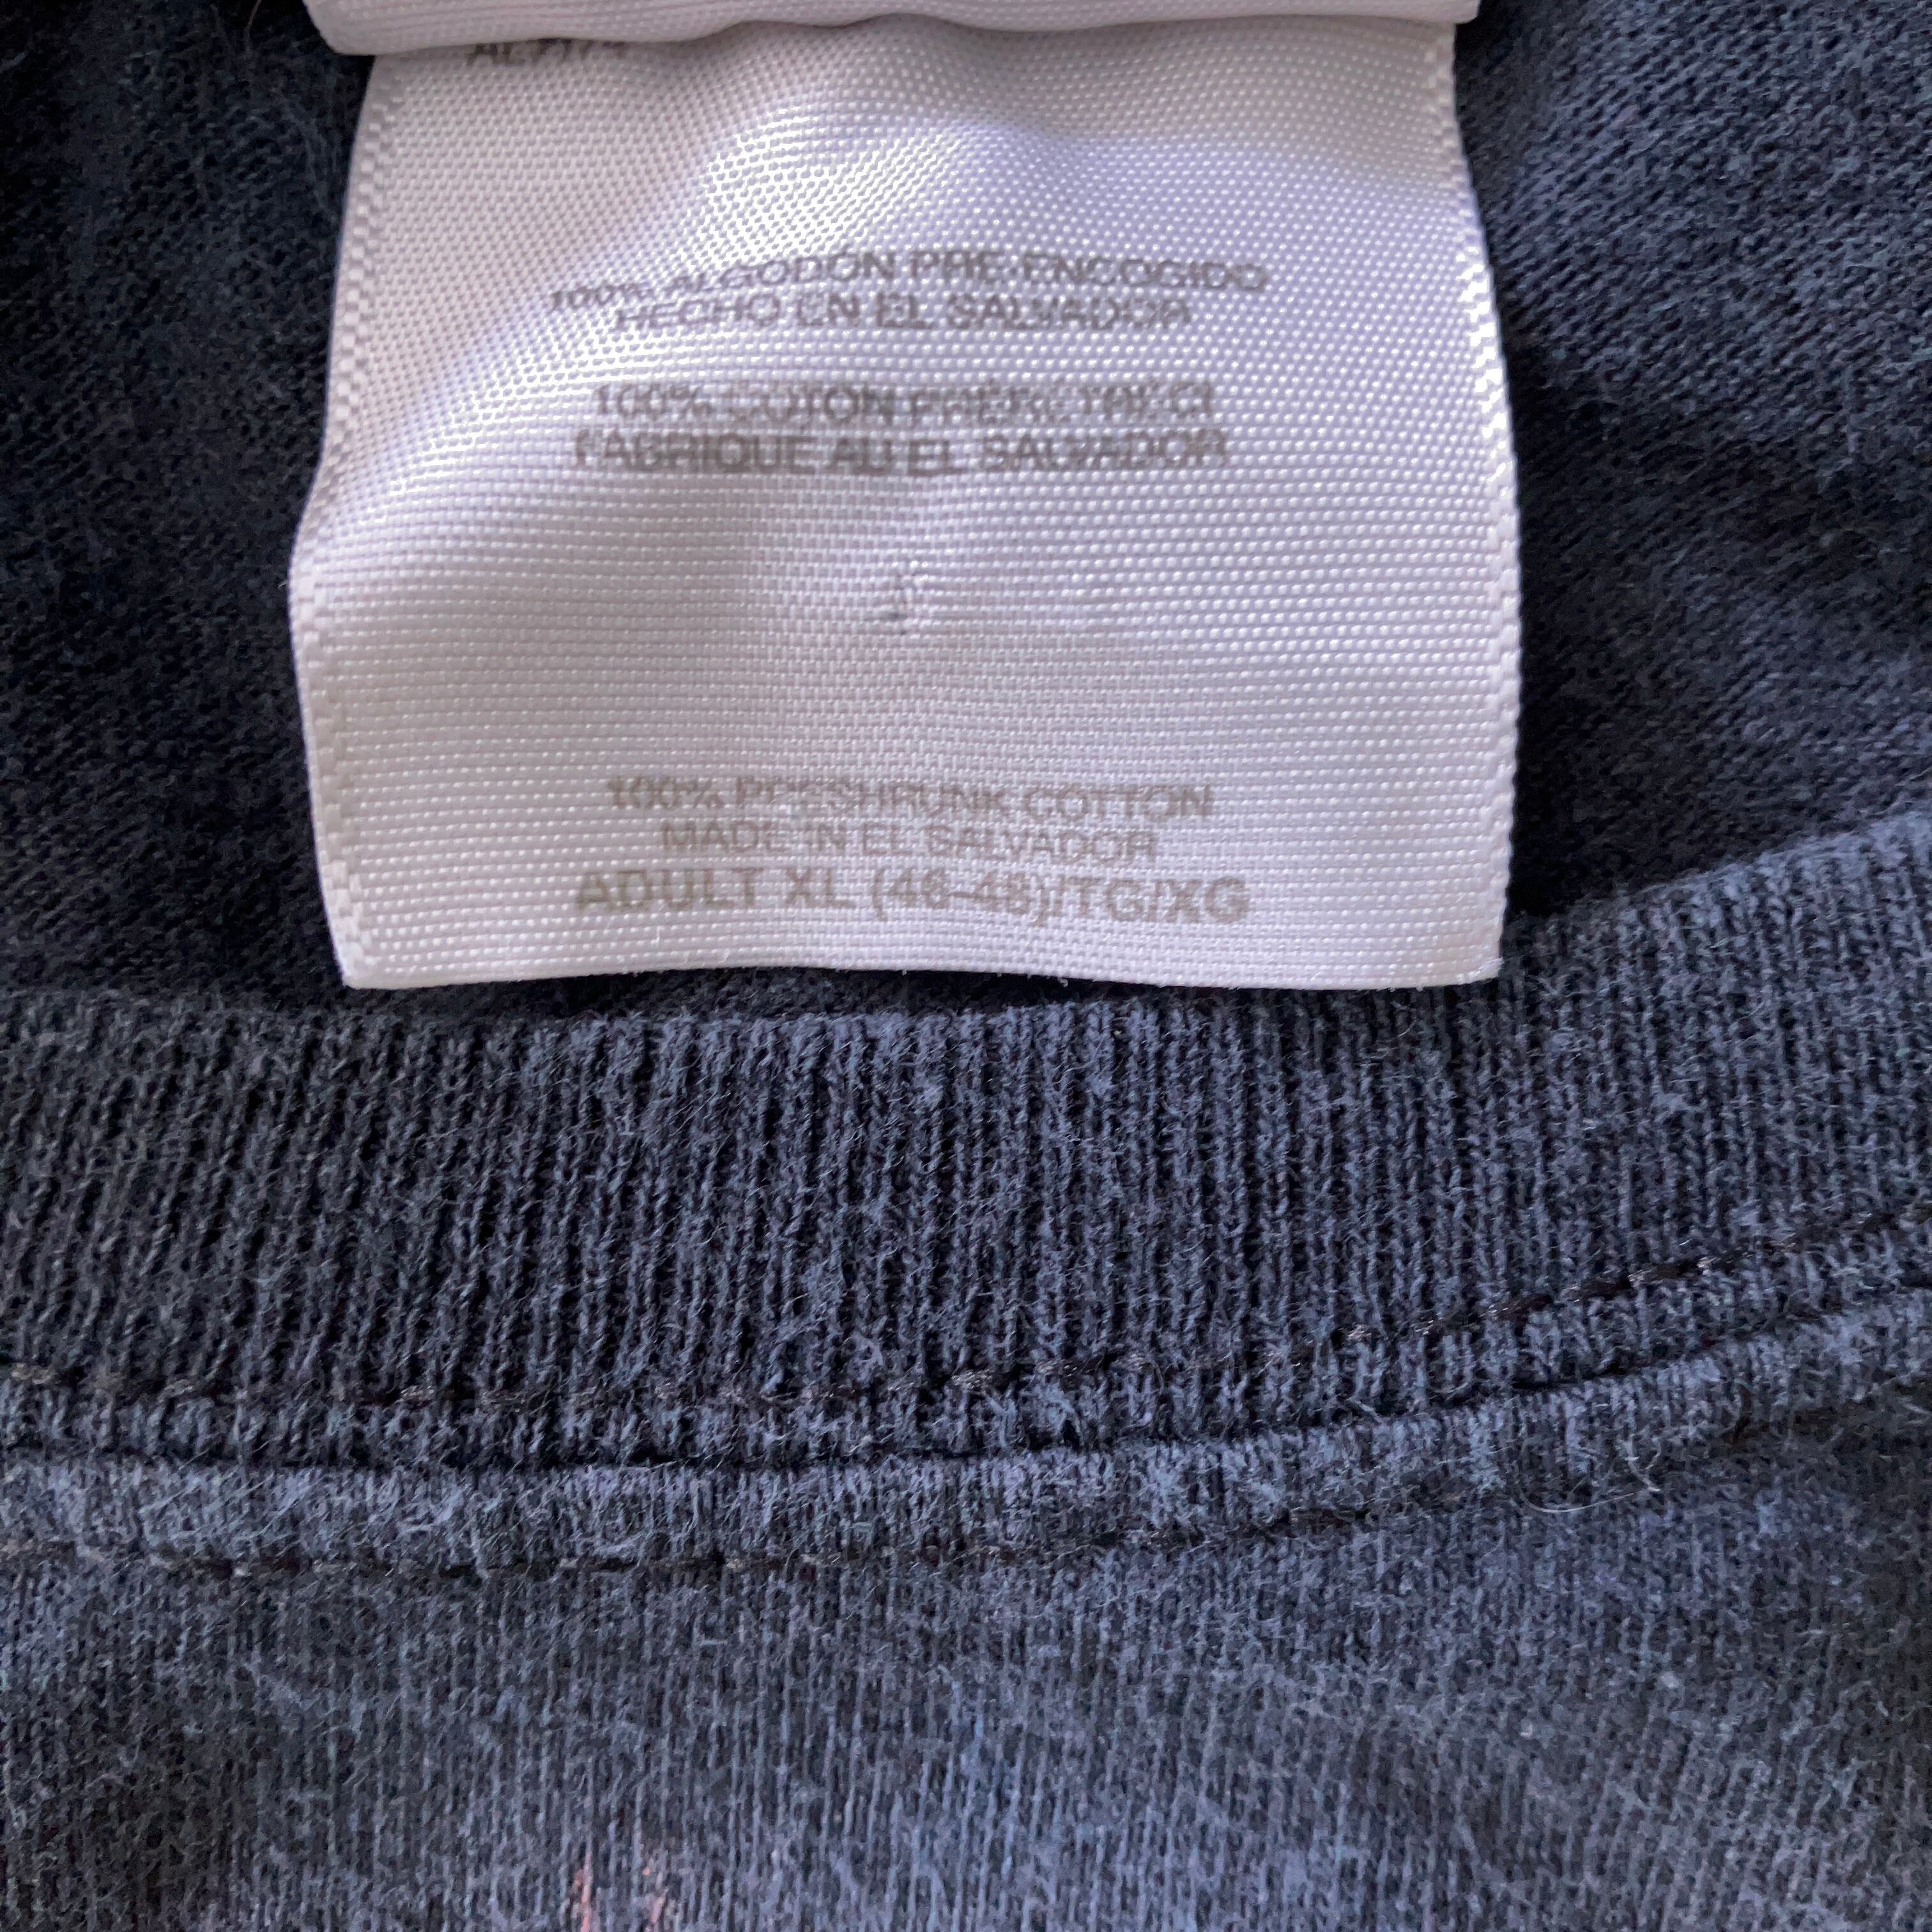 100% ALGODÓN PRE-ENCOGIDO
HECHO EN EL SALVADOR
100% COTON PRÉRÉTRÉCI
FABRIQUE AU EL SALVADOR
100% PRESHRUNK COTTON
MADE IN EL SALVADOR
ADULT XL (46-48)/TG/XG